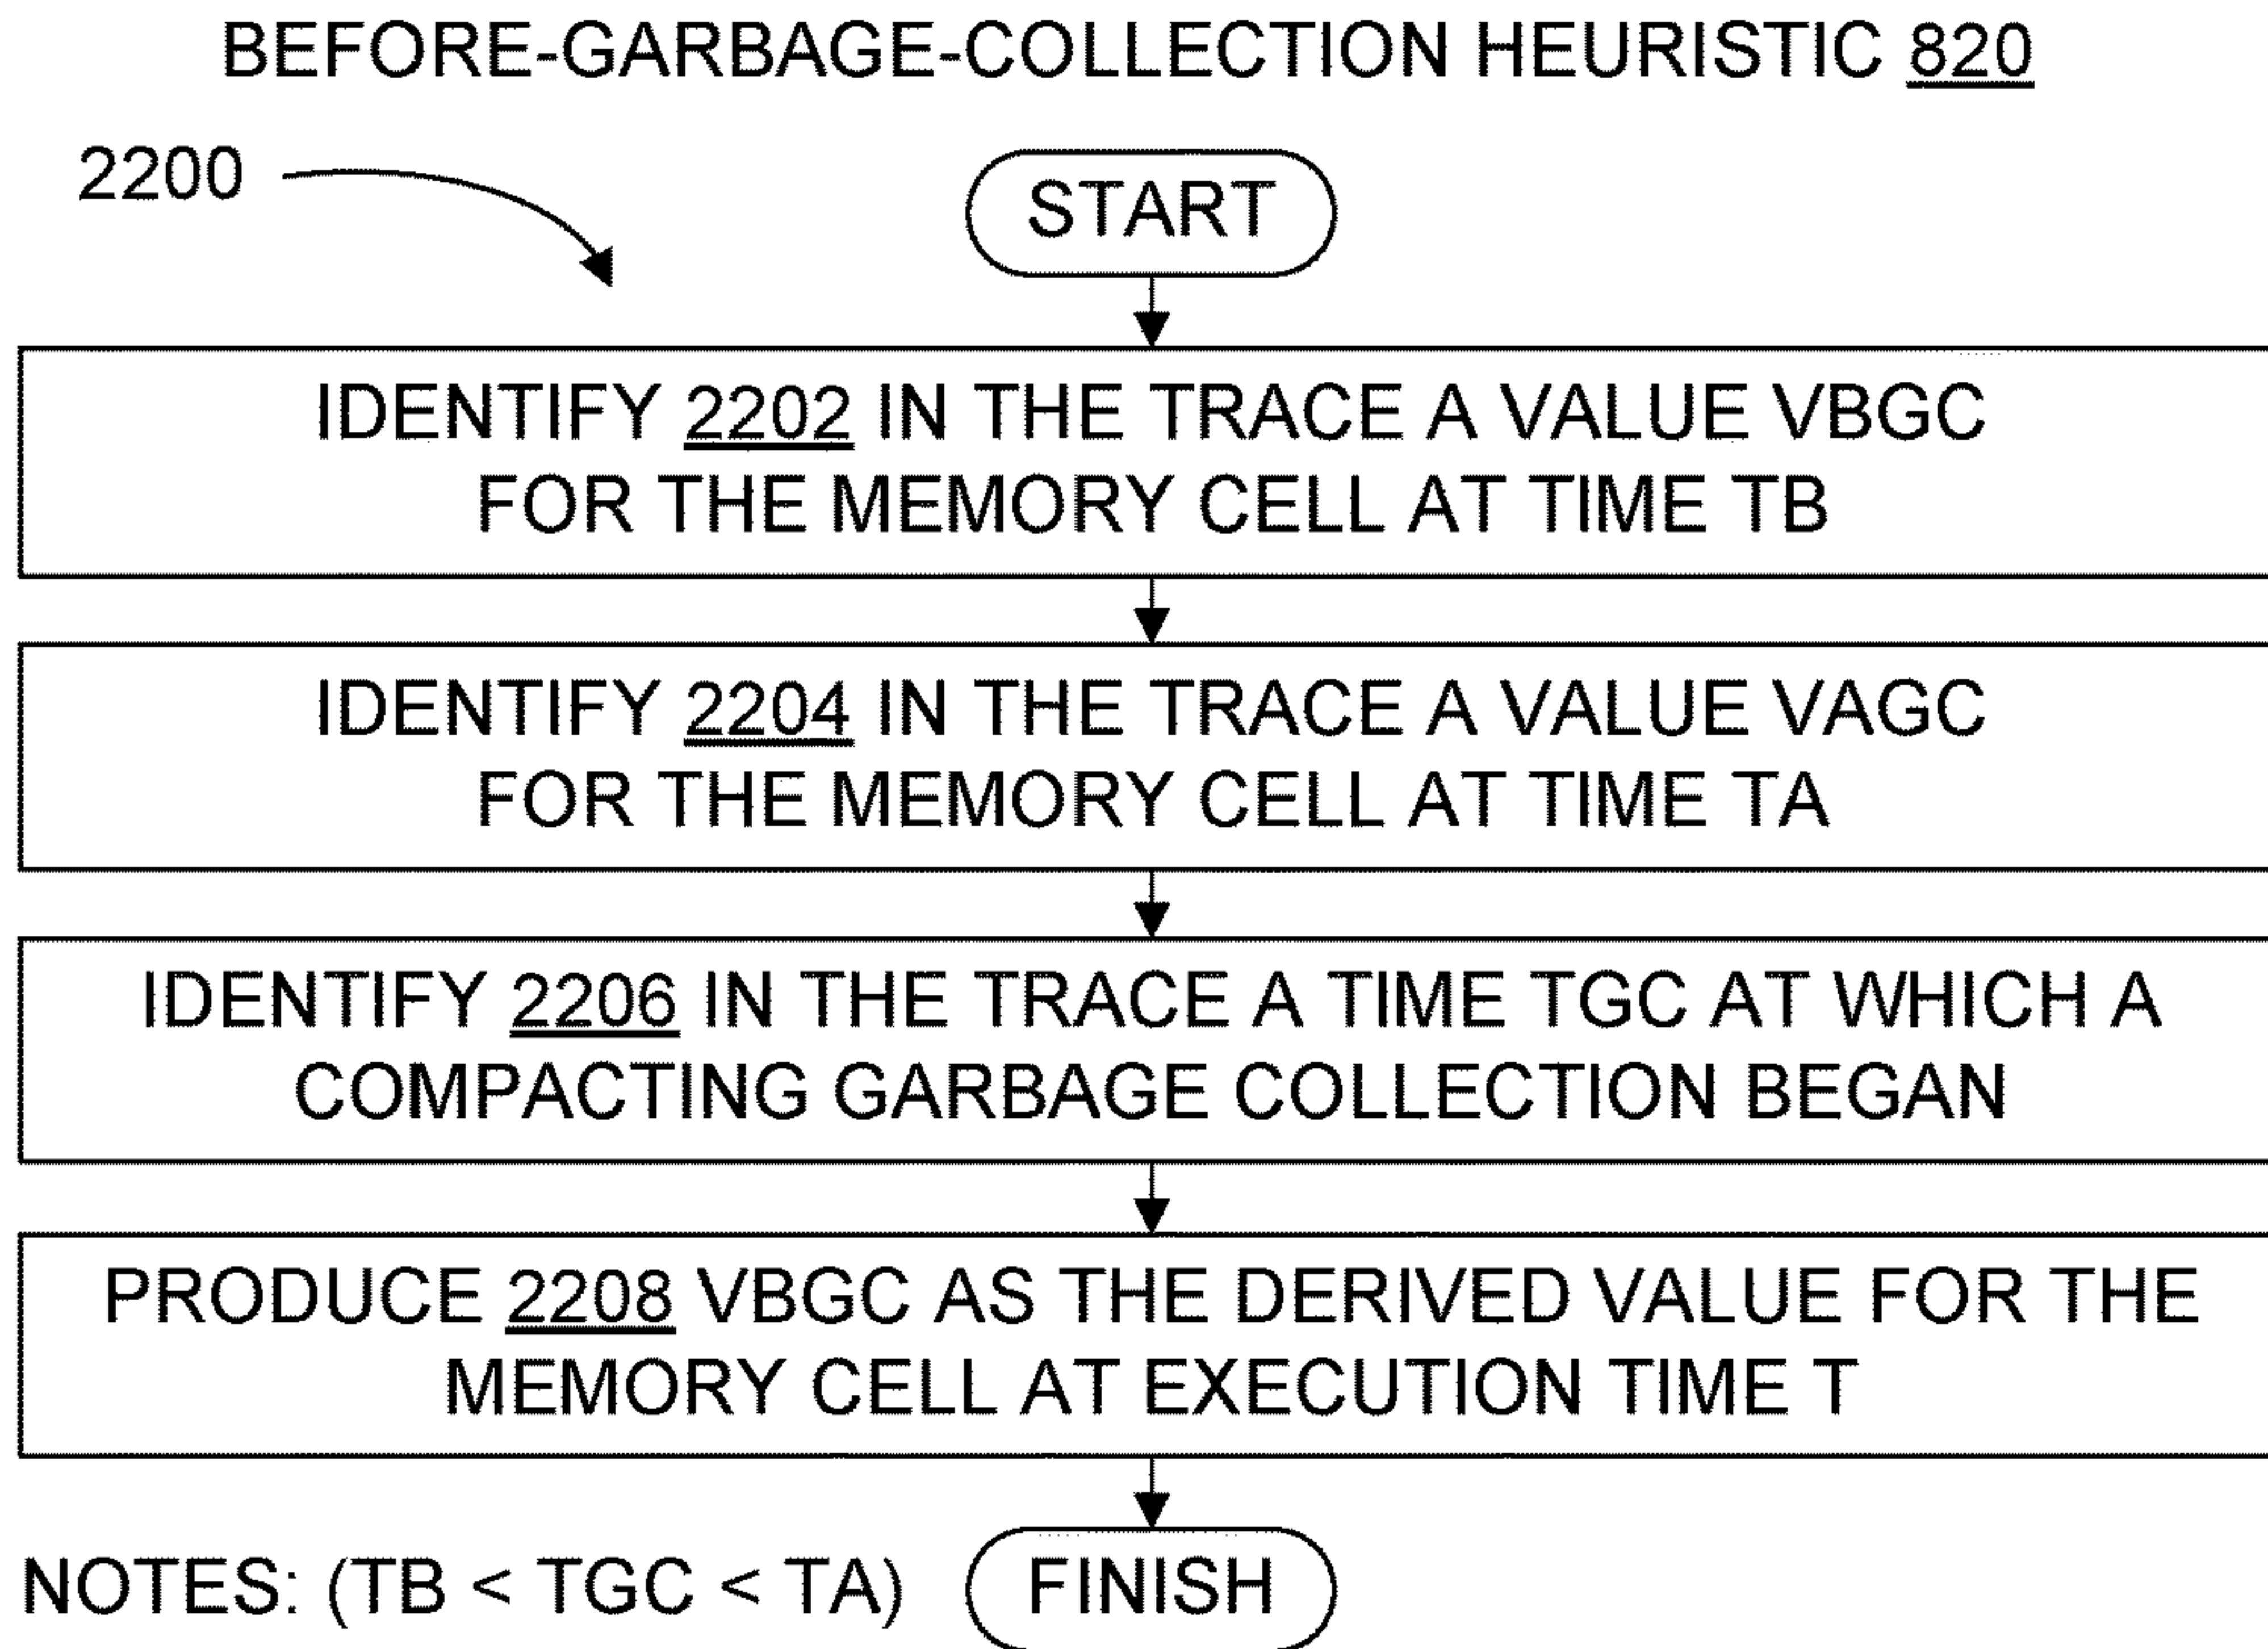 BEFORE-GARBAGE-COLLECTION HEURISTIC 820
2200
START
IDENTIFY 2202 IN THE TRACE A VALUE VBGC
FOR THE MEMORY CELL AT TIME TB
IDENTIFY 2204 IN THE TRACE A VALUE VAGC
FOR THE MEMORY CELL AT TIME TA
IDENTIFY 2206 IN THE TRACE A TIME TGC AT WHICH A
COMPACTING GARBAGE COLLECTION BEGAN
PRODUCE 2208 VBGC AS THE DERIVED VALUE FOR THE
MEMORY CELL AT EXECUTION TIME T
NOTES: (TB < TGC < TA)
FINISH